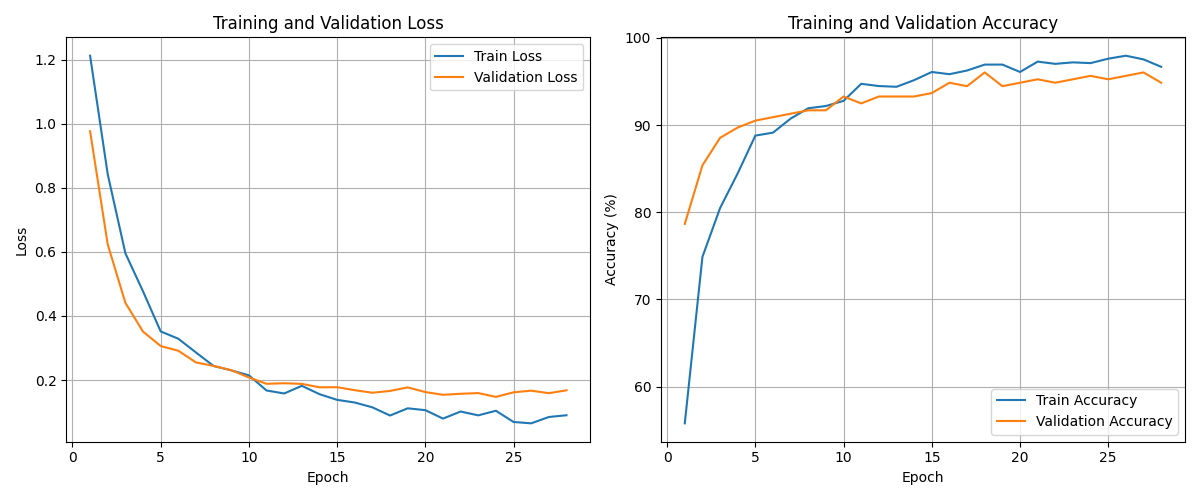 Training and Validation Loss
Train Loss
Validation Loss
1.2
1.0
0.8
0.6
0.4
0.2
Loss
0 5 10 15 20 25
Epoch
Training and Validation Accuracy
100
90
80
70
60
Accuracy (%)
Train Accuracy
Validation Accuracy
0 5 10 15 20 25
Epoch